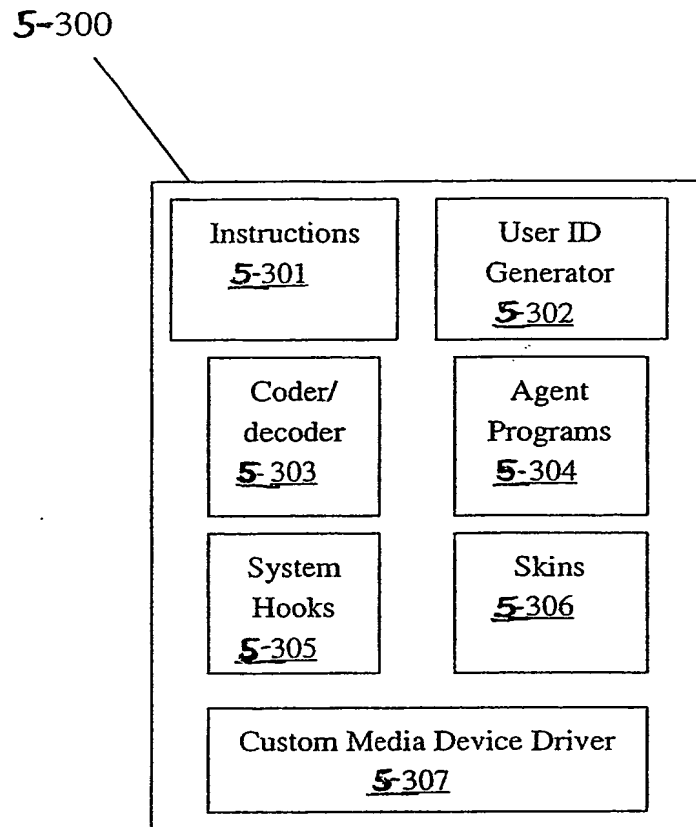 5-300
Instructions
5-301
User ID
Generator
5-302
Coder/
decoder
5-303
Agent
Programs
5-304
System
Hooks
5-305
Skins
5-306
Custom Media Device Driver
5-307